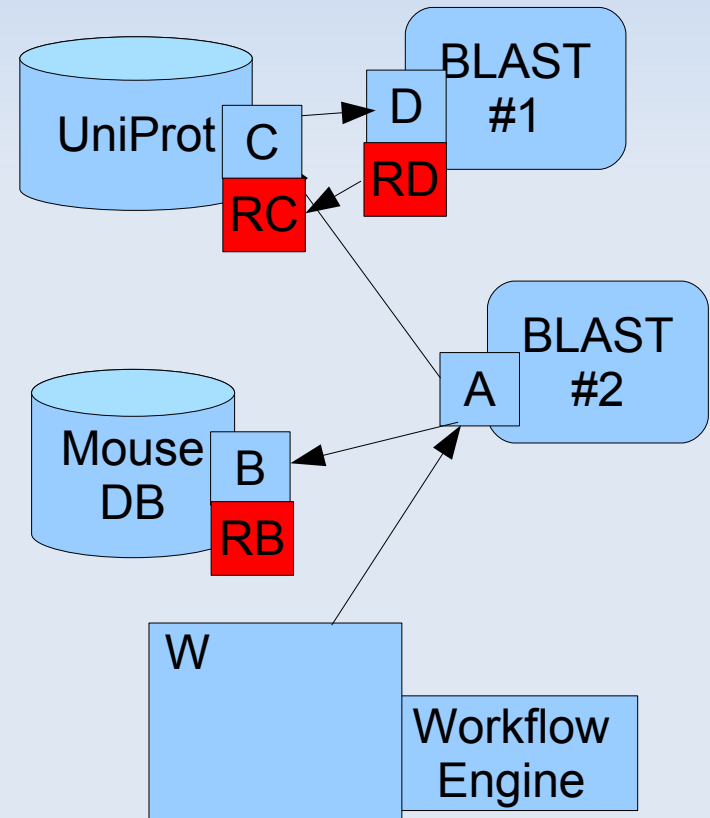 BLAST
#1
D
UniProt
C
RD
RC
BLAST
#2
A
Mouse
DB
B
RB
W
Workflow
Engine